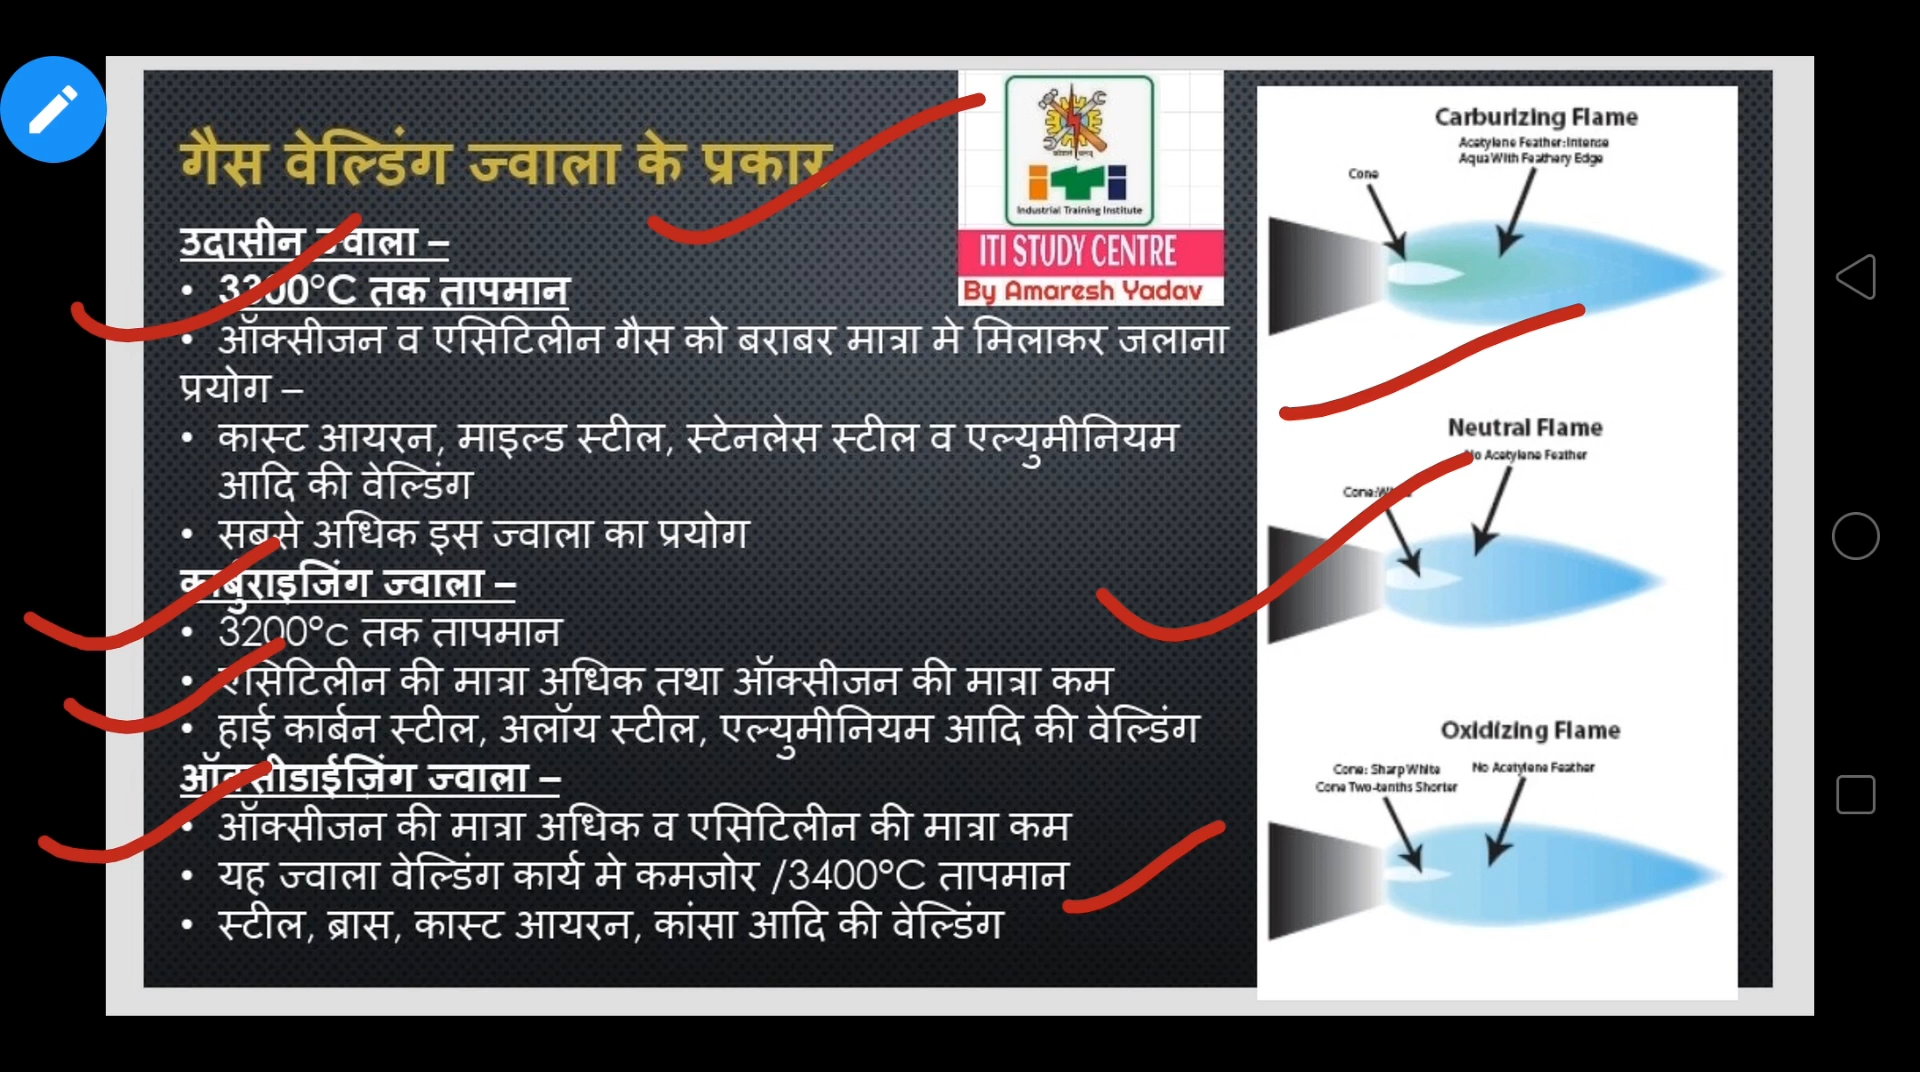 गैस वेल्डिंग ज्वाला के प्रकार
उदासीन ज्वाला –
• 3300°C तक तापमान
• ऑक्सीजन व एसिटिलीन गैस को बराबर मात्रा मे मिलाकर जलाना
प्रयोग –
• कास्ट आयरन, माइल्ड स्टील, स्टेनलेस स्टील व एल्युमीनियम
आदि की वेल्डिंग
• सबसे अधिक इस ज्वाला का प्रयोग
कार्बुराइजिंग ज्वाला –
• 3200°C तक तापमान
• एसिटिलीन की मात्रा अधिक तथा ऑक्सीजन की मात्रा कम
• हाई कार्बन स्टील, अलॉय स्टील, एल्युमीनियम आदि की वेल्डिंग
ऑक्सीडाईज़िंग ज्वाला –
• ऑक्सीजन की मात्रा अधिक व एसिटिलीन की मात्रा कम
• यह ज्वाला वेल्डिंग कार्य मे कमजोर /3400°C तापमान
• स्टील, ब्रास, कास्ट आयरन, कांसा आदि की वेल्डिंग
iti
Industrial Training Institute
ITI STUDY CENTRE
By Amaresh Yadav
Carburizing Flame
Acetylene Feather:Intense
Aqua With Feathery Edge
Cone
Neutral Flame
No Acetylene Feather
Cone:White
Oxidizing Flame
Cone: Sharp White
Cone Two-tenths Shorter
No Acetylene Feather